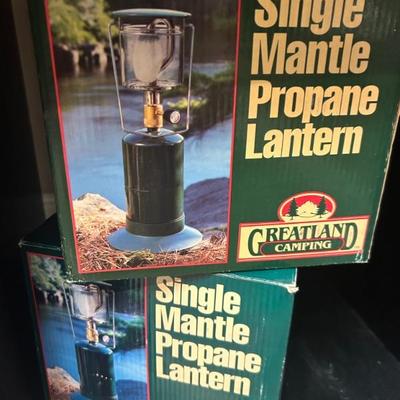 Single
Mantle
Propane
Lantern
GREATLAND
CAMPING
Single
Mantle
Propane
Lantern